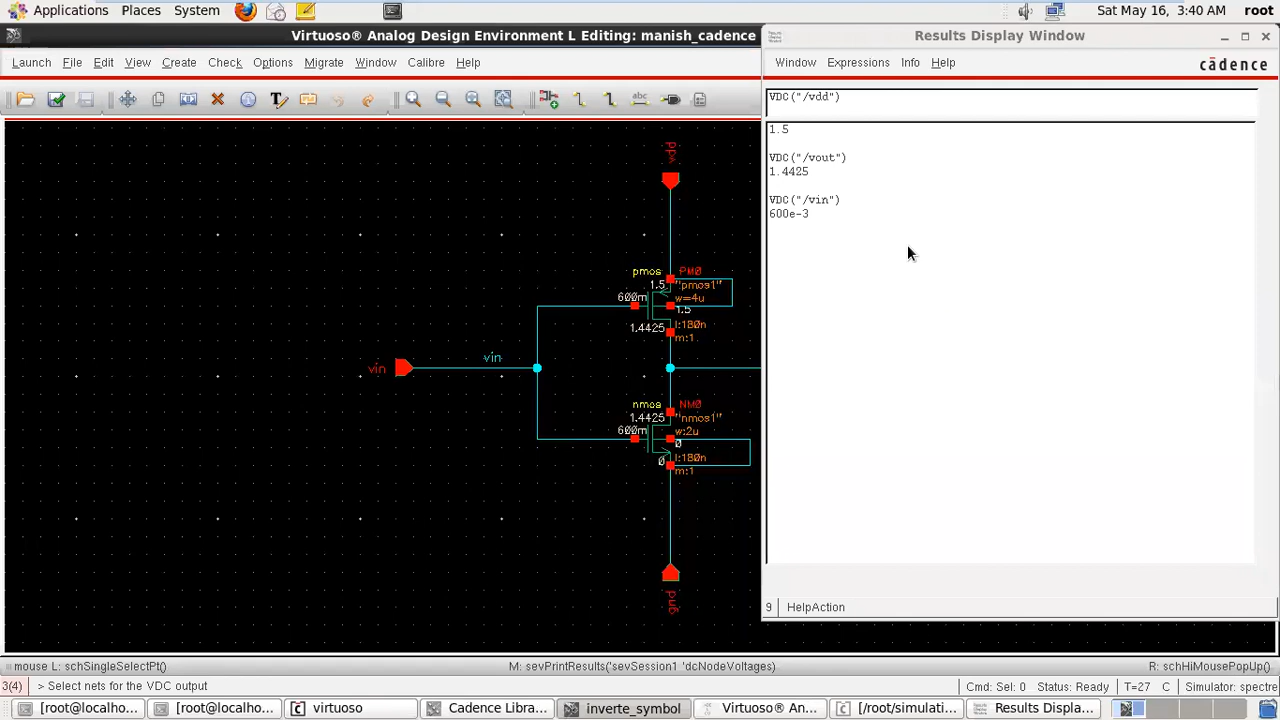 Applications Places System
Sat May 16, 3:40 AM root
Virtuoso® Analog Design Environment L Editing: manish_cadence
Launch File Edit View Create Check Options Migrate Window Calibre Help
Results Display Window
Window Expressions Info Help
cādence
VDC("/vdd")
1.5
VDC("/vout")
1.4425
VDC("/vin")
600e-3
9 HelpAction
vdd
pmos PM0
1.5 "pmos1"
600m w=4u
1.5
1.4425 l:180n
m:1
vin vin
nmos NM0
1.4425 "nmos1"
600m w:2u
0
0 l:180n
m:1
gnd
mouse L: schSingleSelectPt()
M: sevPrintResults('sevSession1 'dcNodeVoltages)
R: schHiMousePopUp()
3(4) > Select nets for the VDC output
Cmd: Sel: 0 Status: Ready T=27 C Simulator: spectre
[root@localho...
[root@localho...
virtuoso
Cadence Libra...
inverte_symbol
Virtuoso® An...
[/root/simulati...
Results Displa...